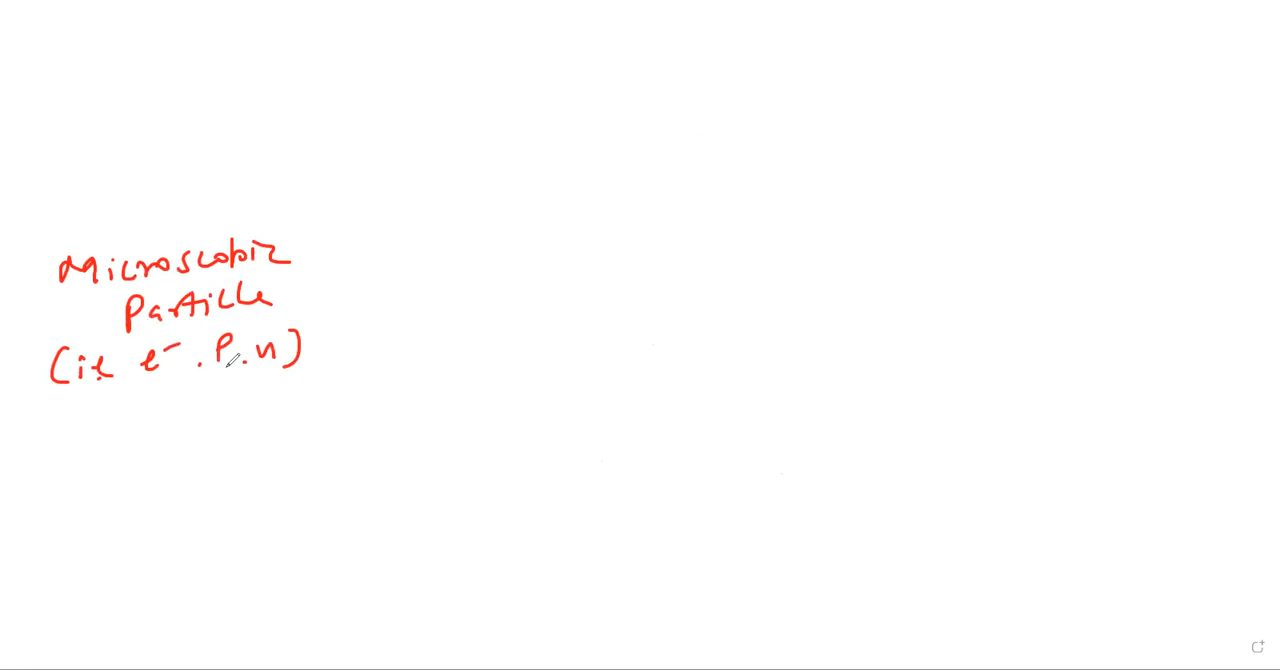 Microscopic
Particle
(ie e⁻ . P . n)